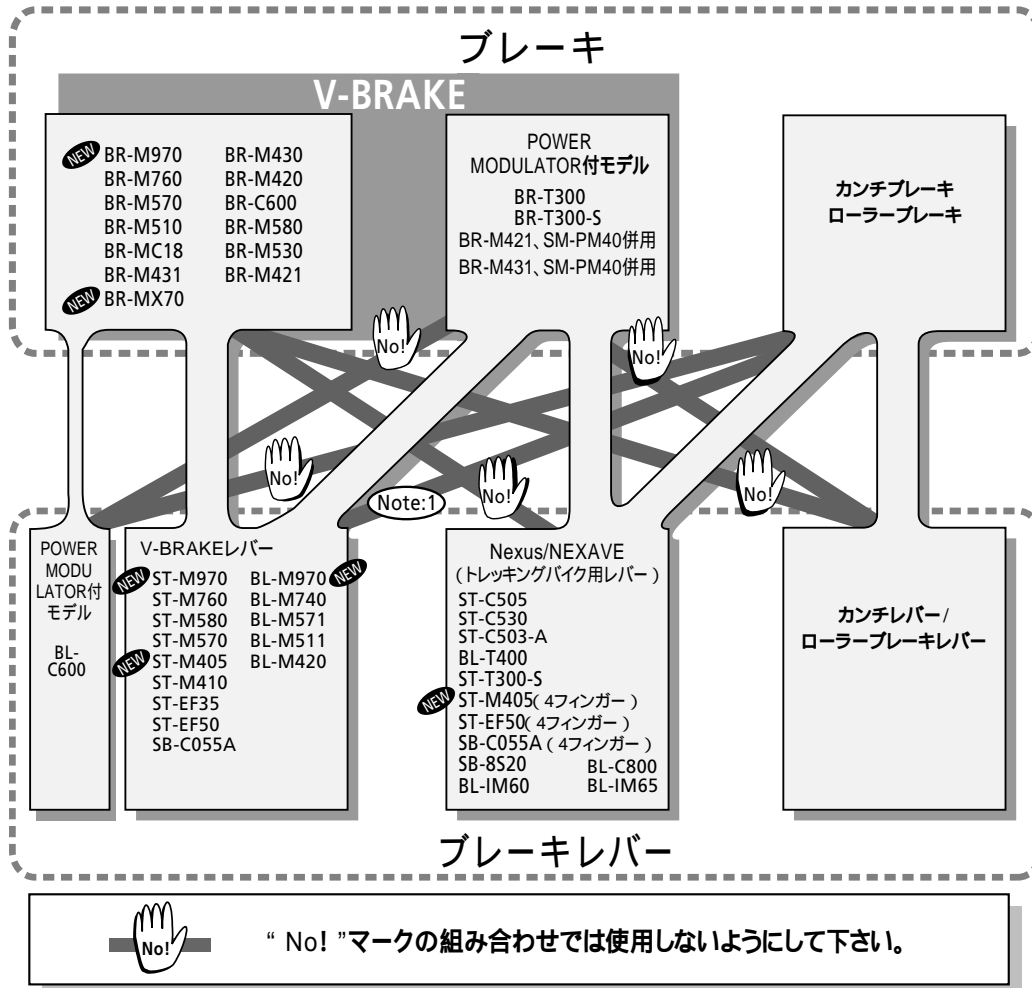 ブレーキ
V-BRAKE
NEW BR-M970 BR-M430
BR-M760 BR-M420
BR-M570 BR-C600
BR-M510 BR-M580
BR-MC18 BR-M530
BR-M431 BR-M421
NEW BR-MX70
POWER
MODULATOR付モデル
BR-T300
BR-T300-S
BR-M421、SM-PM40併用
BR-M431、SM-PM40併用
カンチブレーキ
ローラーブレーキ
No!
No!
No!
Note:1
No!
No!
POWER
MODU
LATOR付
モデル
BL-
C600
V-BRAKEレバー
NEW ST-M970 BL-M970 NEW
ST-M760 BL-M740
ST-M580 BL-M571
ST-M570 BL-M511
NEW ST-M405 BL-M420
ST-M410
ST-EF35
ST-EF50
SB-C055A
Nexus/NEXAVE
(トレッキングバイク用レバー)
ST-C505
ST-C530
ST-C503-A
BL-T400
ST-T300-S
NEW ST-M405(4フィンガー)
ST-EF50(4フィンガー)
SB-C055A(4フィンガー)
SB-8S20 BL-C800
BL-IM60 BL-IM65
カンチレバー/
ローラーブレーキレバー
ブレーキレバー
No!
“ No! ”マークの組み合わせでは使用しないようにして下さい。